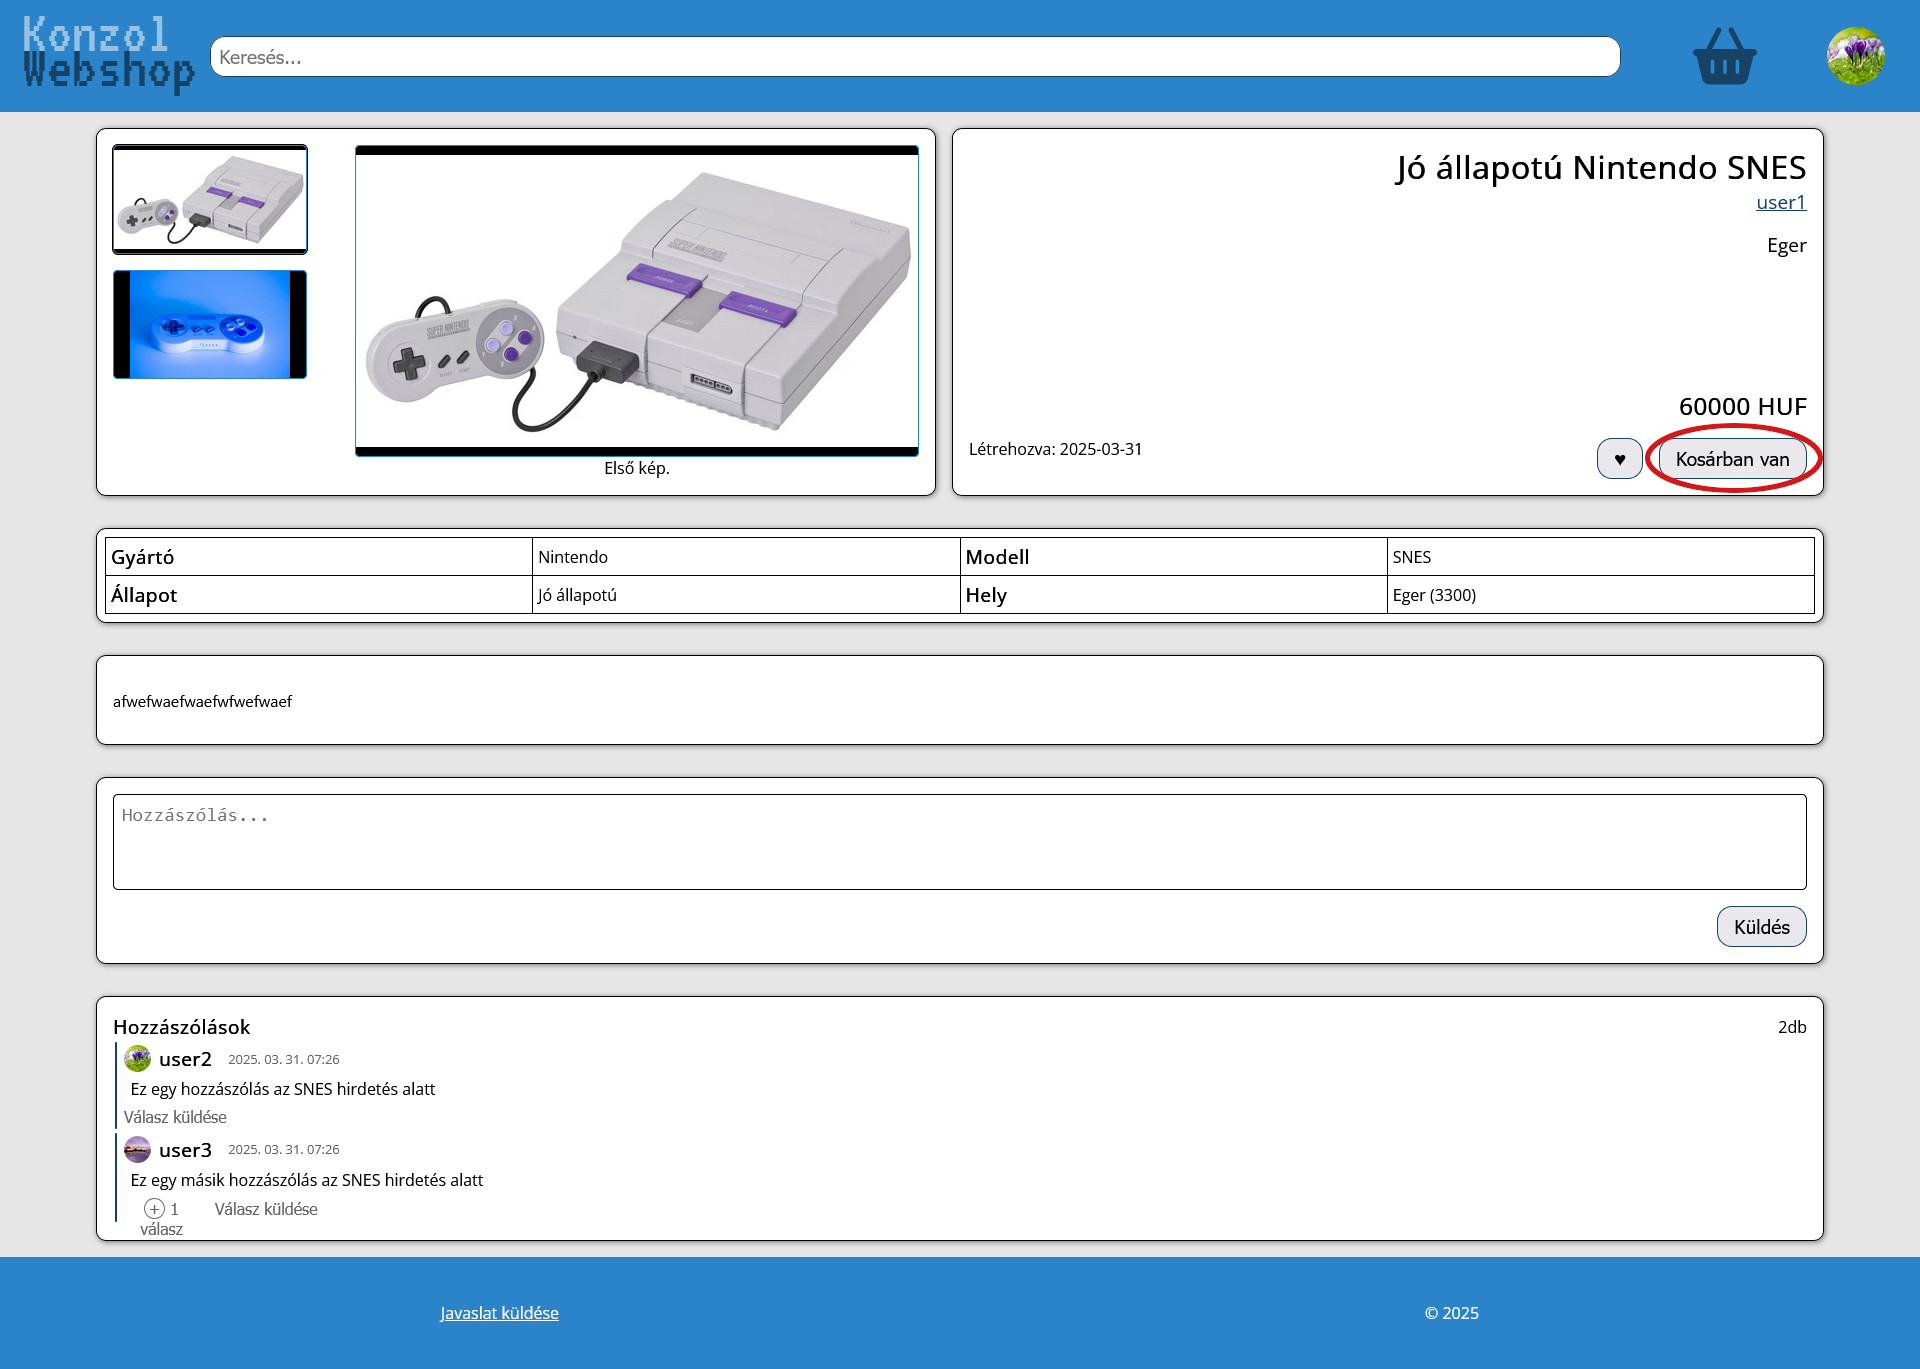 Konzol
Webshop
Keresés...
Első kép.
Jó állapotú Nintendo SNES
user1
Eger
60000 HUF
Létrehozva: 2025-03-31
♥
Kosárban van
Gyártó
Nintendo
Modell
SNES
Állapot
Jó állapotú
Hely
Eger (3300)
afwefwaefwaefwfwefwaef
Hozzászólás...
Küldés
Hozzászólások
2db
user2 2025. 03. 31. 07:26
Ez egy hozzászólás az SNES hirdetés alatt
Válasz küldése
user3 2025. 03. 31. 07:26
Ez egy másik hozzászólás az SNES hirdetés alatt
+ 1 válasz
Válasz küldése
Javaslat küldése
© 2025